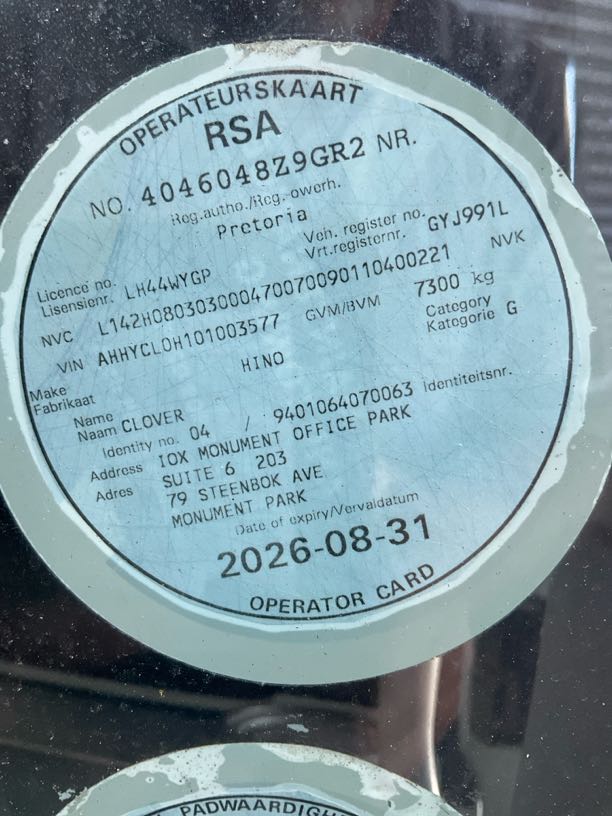 OPERATEURSKAART
RSA
NO. 4046048Z9GR2 NR.
Reg.autho./Reg.-owerh.
Pretoria
Veh. register no. GYJ991L
Vrt.registernr.
Licence no. LH44WYGP
Lisensienr.
NVC L142H08030300047007009011040​0221 NVK
VIN AHHYCL0H101003577 GVM/BVM 7300 kg
Make HINO Category G
Fabrikaat Kategorie
Name CLOVER
Naam
Identity no. 04 / 9401064070063 Identiteitsnr.
Address IOX MONUMENT OFFICE PARK
Adres SUITE 6 203
79 STEENBOK AVE
MONUMENT PARK
Date of expiry/Vervaldatum
2026-08-31
OPERATOR CARD
PADWAARDIGH